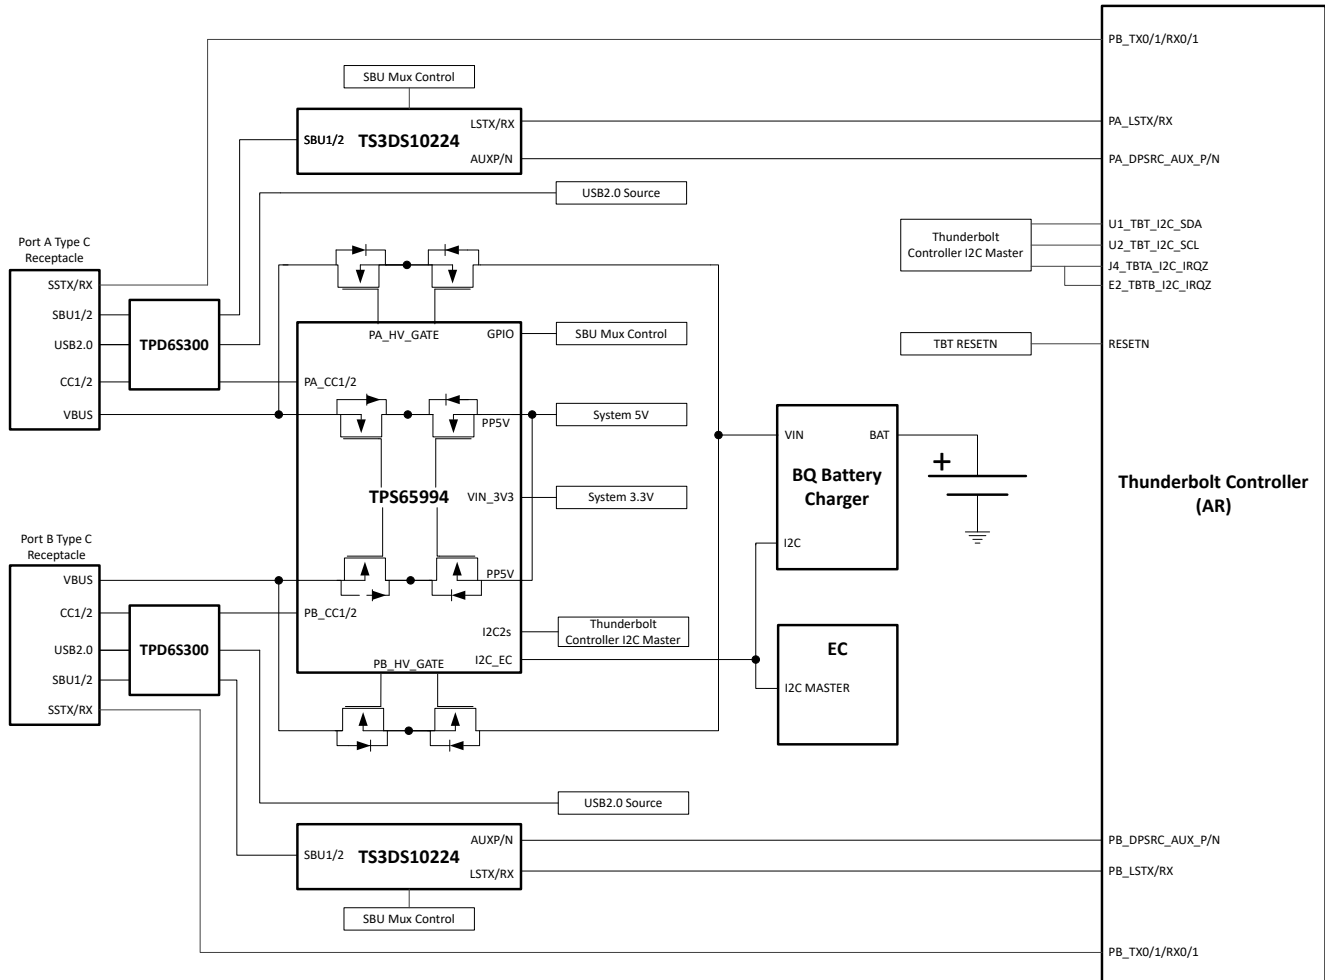 PB_TX0/1/RX0/1
SBU Mux Control
LSTX/RX
SBU1/2
TS3DS10224
AUXP/N
PA_LSTX/RX
PA_DPSRC_AUX_P/N
USB2.0 Source
Port A Type C
Receptacle
SSTX/RX
SBU1/2
USB2.0
CC1/2
VBUS
TPD6S300
Thunderbolt
Controller I2C Master
U1_TBT_I2C_SDA
U2_TBT_I2C_SCL
J4_TBTA_I2C_IRQZ
E2_TBTB_I2C_IRQZ
PA_HV_GATE
GPIO
SBU Mux Control
TBT RESETN
RESETN
PA_CC1/2
PP5V
System 5V
TPS65994
VIN_3V3
System 3.3V
VIN
BAT
BQ Battery
Charger
I2C
+
Thunderbolt Controller
(AR)
Port B Type C
Receptacle
VBUS
CC1/2
USB2.0
SBU1/2
SSTX/RX
TPD6S300
PP5V
PB_CC1/2
I2C2s
Thunderbolt
Controller I2C Master
PB_HV_GATE
I2C_EC
EC
I2C MASTER
USB2.0 Source
AUXP/N
SBU1/2
TS3DS10224
LSTX/RX
SBU Mux Control
PB_DPSRC_AUX_P/N
PB_LSTX/RX
PB_TX0/1/RX0/1